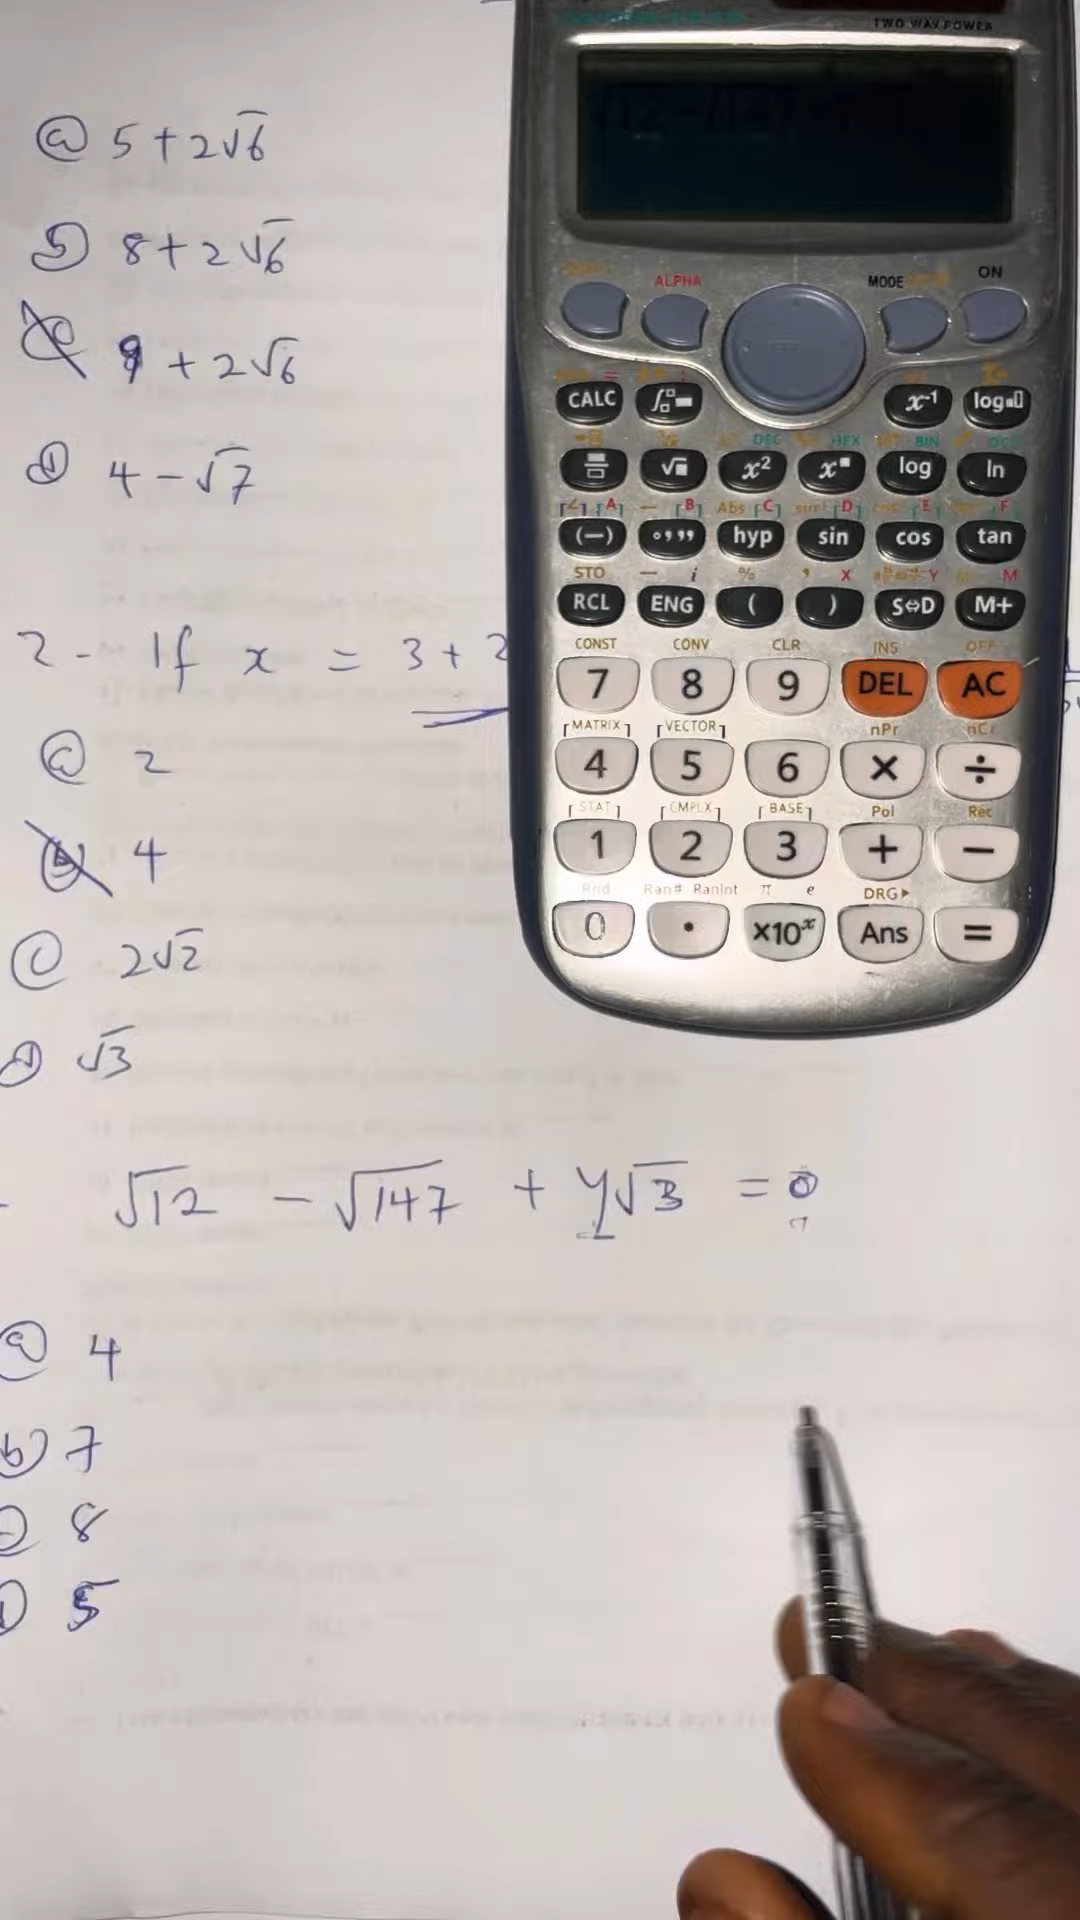 TWO WAY POWER
ⓐ 5 + 2√6
ⓑ 8 + 2√6
ⓒ 9 + 2√6
ⓓ 4 - √7
ALPHA
MODE
ON
CALC
x⁻¹
log
√
x²
x
log
ln
∠ A
B
Abs C
D
E
F
(-)
° ' ''
hyp
sin
cos
tan
STO
i
%
,
X
Y
M
RCL
ENG
(
)
S⇔D
M+
2 - If x = 3 + 2
CONST
CONV
CLR
INS
OFF
7
8
9
DEL
AC
MATRIX
VECTOR
nPr
nCr
ⓐ 2
4
5
6
×
÷
STAT
CMPLX
BASE
Pol
Rec
ⓑ 4
1
2
3
+
−
Rnd
Ran# RanInt
π e
DRG▶
0
•
×10ˣ
Ans
=
ⓒ 2√2
ⓓ √3
- √12 - √147 + y√3 = 0
ⓐ 4
ⓑ 7
ⓒ 8
ⓓ 5